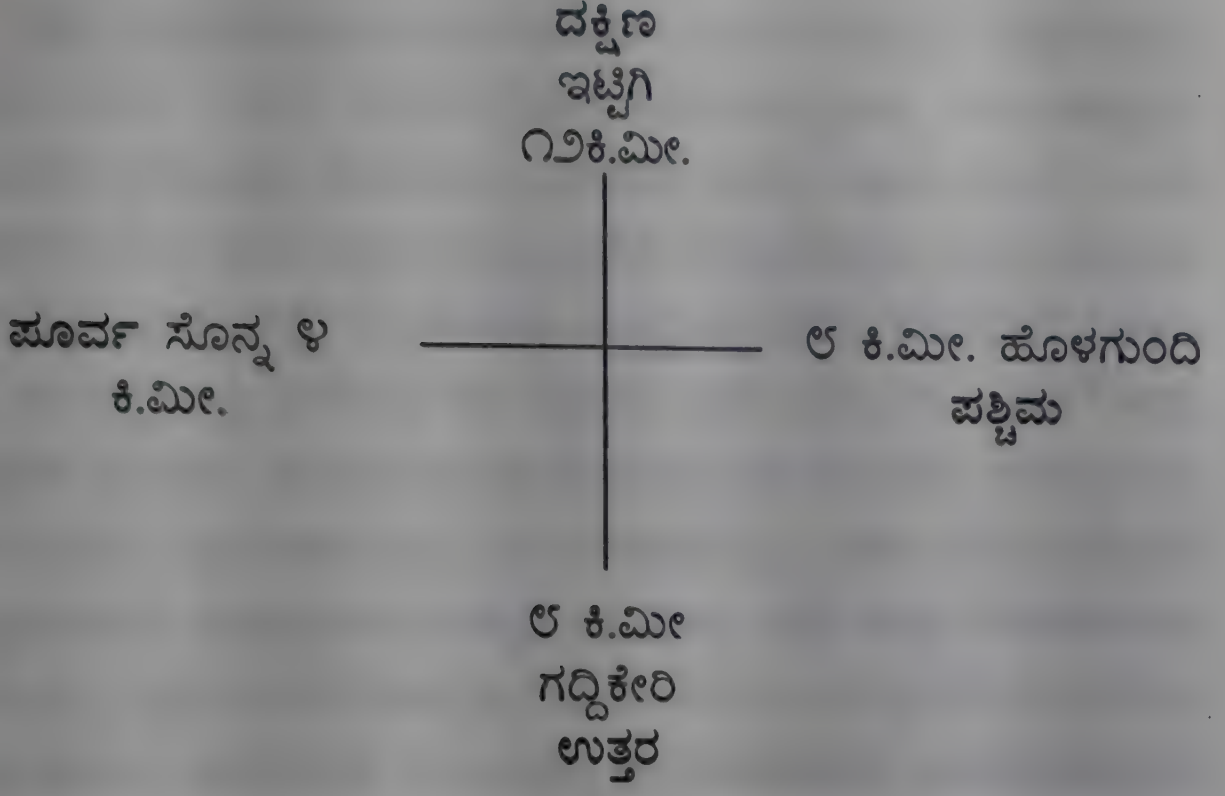 ದಕ್ಷಿಣ
ಇಟ್ಟಿಗಿ
೧೨ಕಿ.ಮೀ.
ಪೂರ್ವ ಸೊನ್ನ ೪
ಕಿ.ಮೀ.
೮ ಕಿ.ಮೀ. ಹೊಳಗುಂದಿ
ಪಶ್ಚಿಮ
೮ ಕಿ.ಮೀ
ಗದ್ದಿಕೇರಿ
ಉತ್ತರ